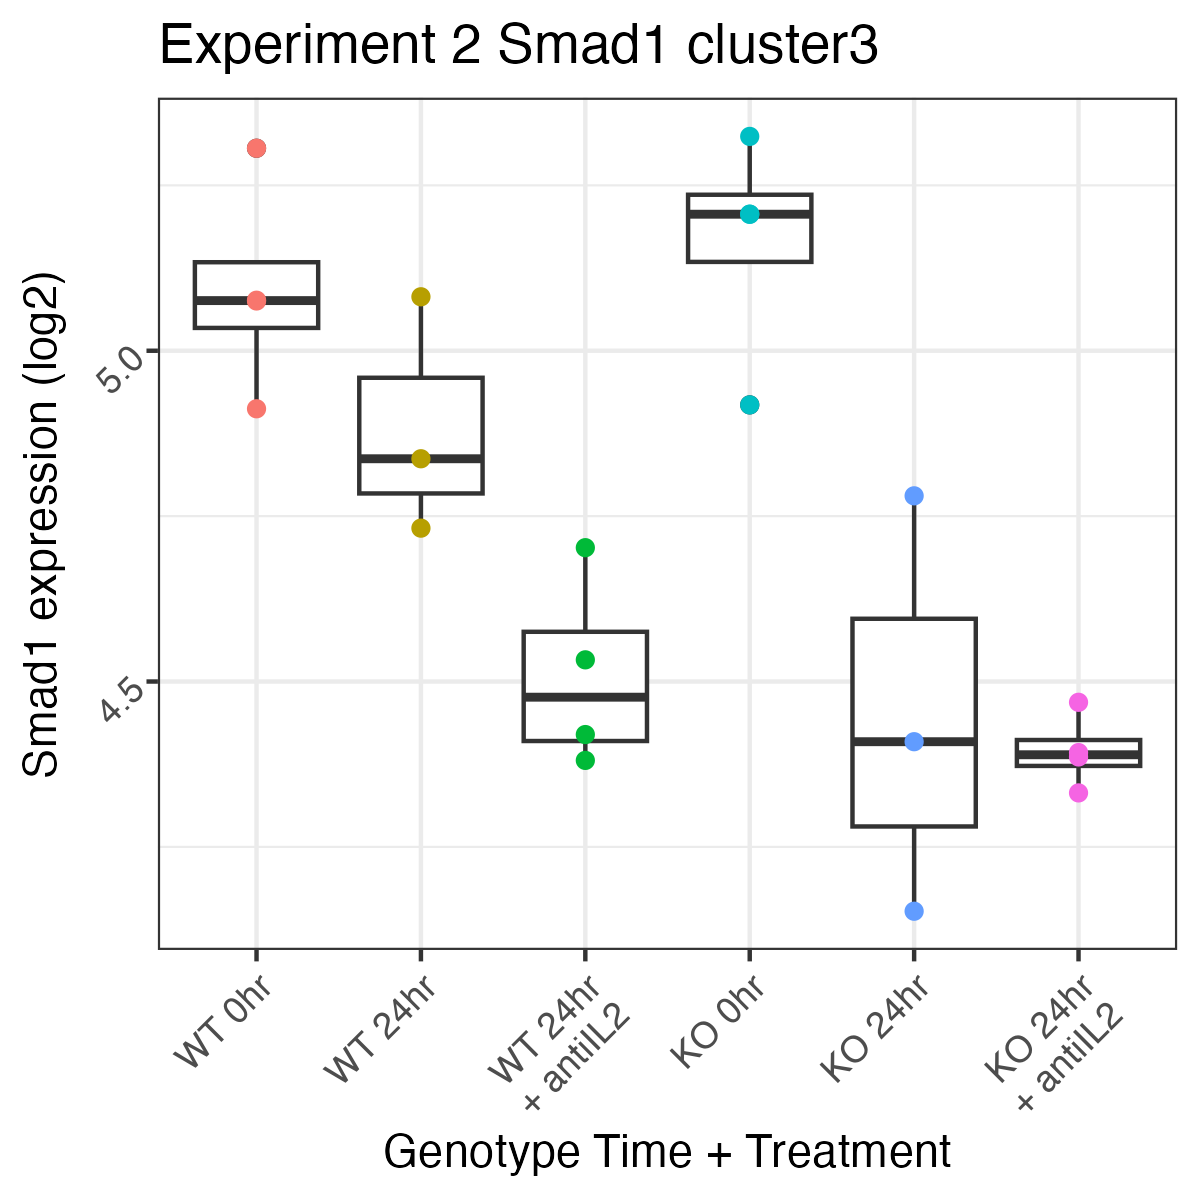 Experiment 2 Smad1 cluster3
Smad1 expression (log2)
5.0
4.5
WT 0hr
WT 24hr
WT 24hr
+ antiIL2
KO 0hr
KO 24hr
KO 24hr
+ antiIL2
Genotype Time + Treatment